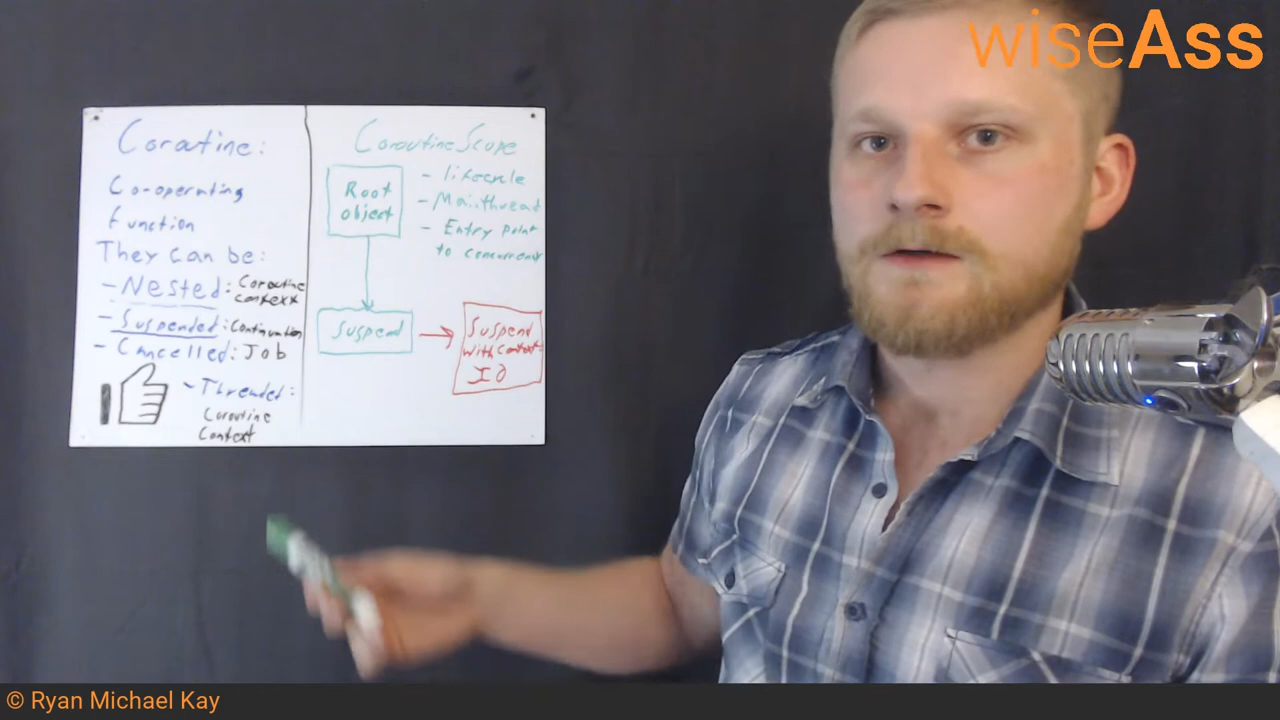 wiseAss
Coroutine:
Co-operating
function
They can be:
- Nested: Coroutine
context
- Suspended: Continuation
- Cancelled: Job
- Threaded:
Coroutine
Context
CoroutineScope
Root
object
- lifecycle
- Mainthread
- Entry point
to concurrency
Suspend
Suspend
with Context:
IO
© Ryan Michael Kay